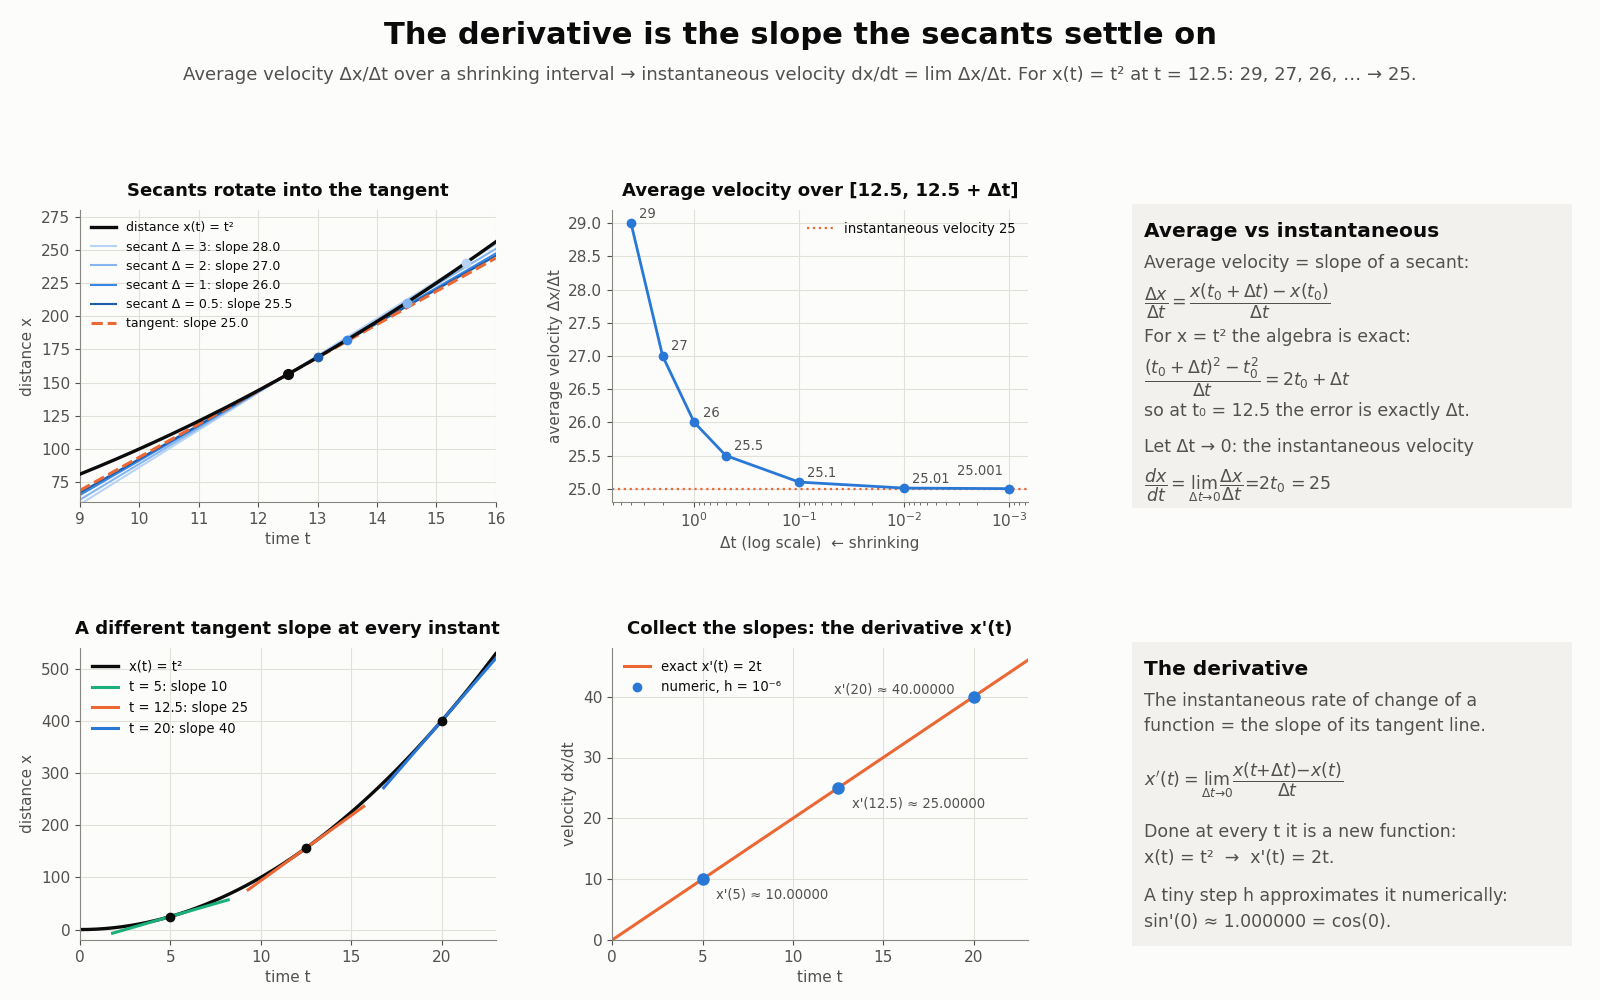 The derivative is the slope the secants settle on
Average velocity Δx/Δt over a shrinking interval → instantaneous velocity dx/dt = lim Δx/Δt. For x(t) = t² at t = 12.5: 29, 27, 26, … → 25.
Secants rotate into the tangent
distance x(t) = t²
secant Δ = 3: slope 28.0
secant Δ = 2: slope 27.0
secant Δ = 1: slope 26.0
secant Δ = 0.5: slope 25.5
tangent: slope 25.0
275
250
225
200
175
150
125
100
75
distance x
9 10 11 12 13 14 15 16
time t
Average velocity over [12.5, 12.5 + Δt]
instantaneous velocity 25
29
27
26
25.5
25.1
25.01
25.001
29.0
28.5
28.0
27.5
27.0
26.5
26.0
25.5
25.0
average velocity Δx/Δt
10⁰ 10⁻¹ 10⁻² 10⁻³
Δt (log scale) ← shrinking
Average vs instantaneous
Average velocity = slope of a secant:
Δx/Δt = (x(t₀ + Δt) − x(t₀))/Δt
For x = t² the algebra is exact:
((t₀ + Δt)² − t₀²)/Δt = 2t₀ + Δt
so at t₀ = 12.5 the error is exactly Δt.
Let Δt → 0: the instantaneous velocity
dx/dt = lim Δt→0 Δx/Δt = 2t₀ = 25
A different tangent slope at every instant
x(t) = t²
t = 5: slope 10
t = 12.5: slope 25
t = 20: slope 40
500
400
300
200
100
0
distance x
0 5 10 15 20
time t
Collect the slopes: the derivative x'(t)
exact x'(t) = 2t
numeric, h = 10⁻⁶
x'(20) ≈ 40.00000
x'(12.5) ≈ 25.00000
x'(5) ≈ 10.00000
40
30
20
10
0
velocity dx/dt
0 5 10 15 20
time t
The derivative
The instantaneous rate of change of a
function = the slope of its tangent line.
x′(t) = lim Δt→0 (x(t+Δt)−x(t))/Δt
Done at every t it is a new function:
x(t) = t² → x'(t) = 2t.
A tiny step h approximates it numerically:
sin'(0) ≈ 1.000000 = cos(0).